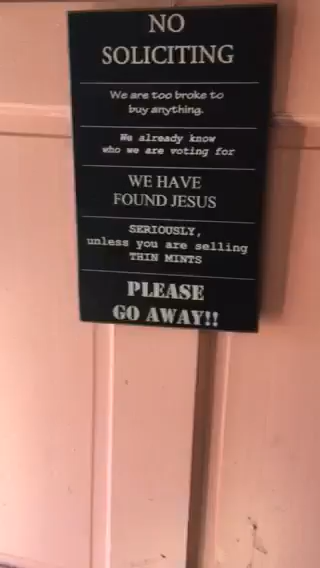 NO
SOLICITING
We are too broke to
buy anything.
We already know
who we are voting for
WE HAVE
FOUND JESUS
SERIOUSLY,
unless you are selling
THIN MINTS
PLEASE
GO AWAY!!